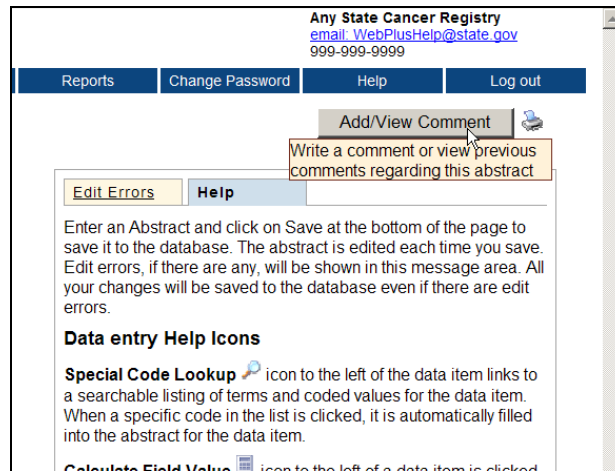 Any State Cancer Registry
email: WebPlusHelp@state.gov
999-999-9999
Reports Change Password Help Log out
Add/View Comment
Write a comment or view previous
comments regarding this abstract
Edit Errors Help
Enter an Abstract and click on Save at the bottom of the page to
save it to the database. The abstract is edited each time you save.
Edit errors, if there are any, will be shown in this message area. All
your changes will be saved to the database even if there are edit
errors.
Data entry Help Icons
Special Code Lookup icon to the left of the data item links to
a searchable listing of terms and coded values for the data item.
When a specific code in the list is clicked, it is automatically filled
into the abstract for the data item.
Calculate Field Value icon to the left of a data item is clicked